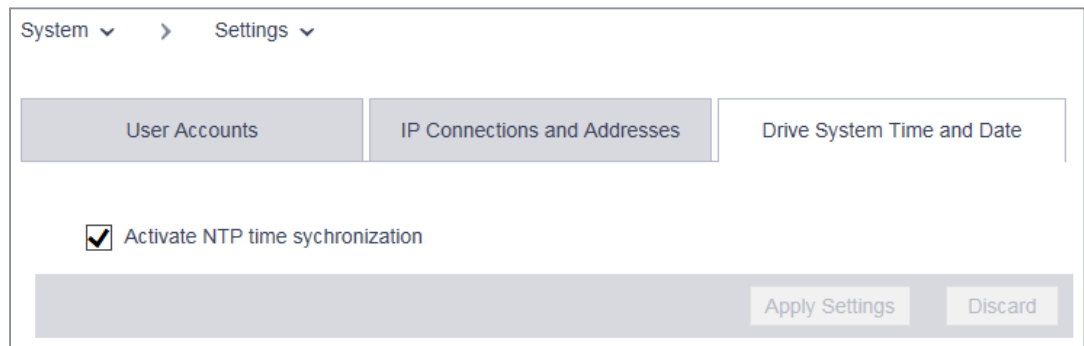 System > Settings
User Accounts IP Connections and Addresses Drive System Time and Date
Activate NTP time sychronization
Apply Settings Discard